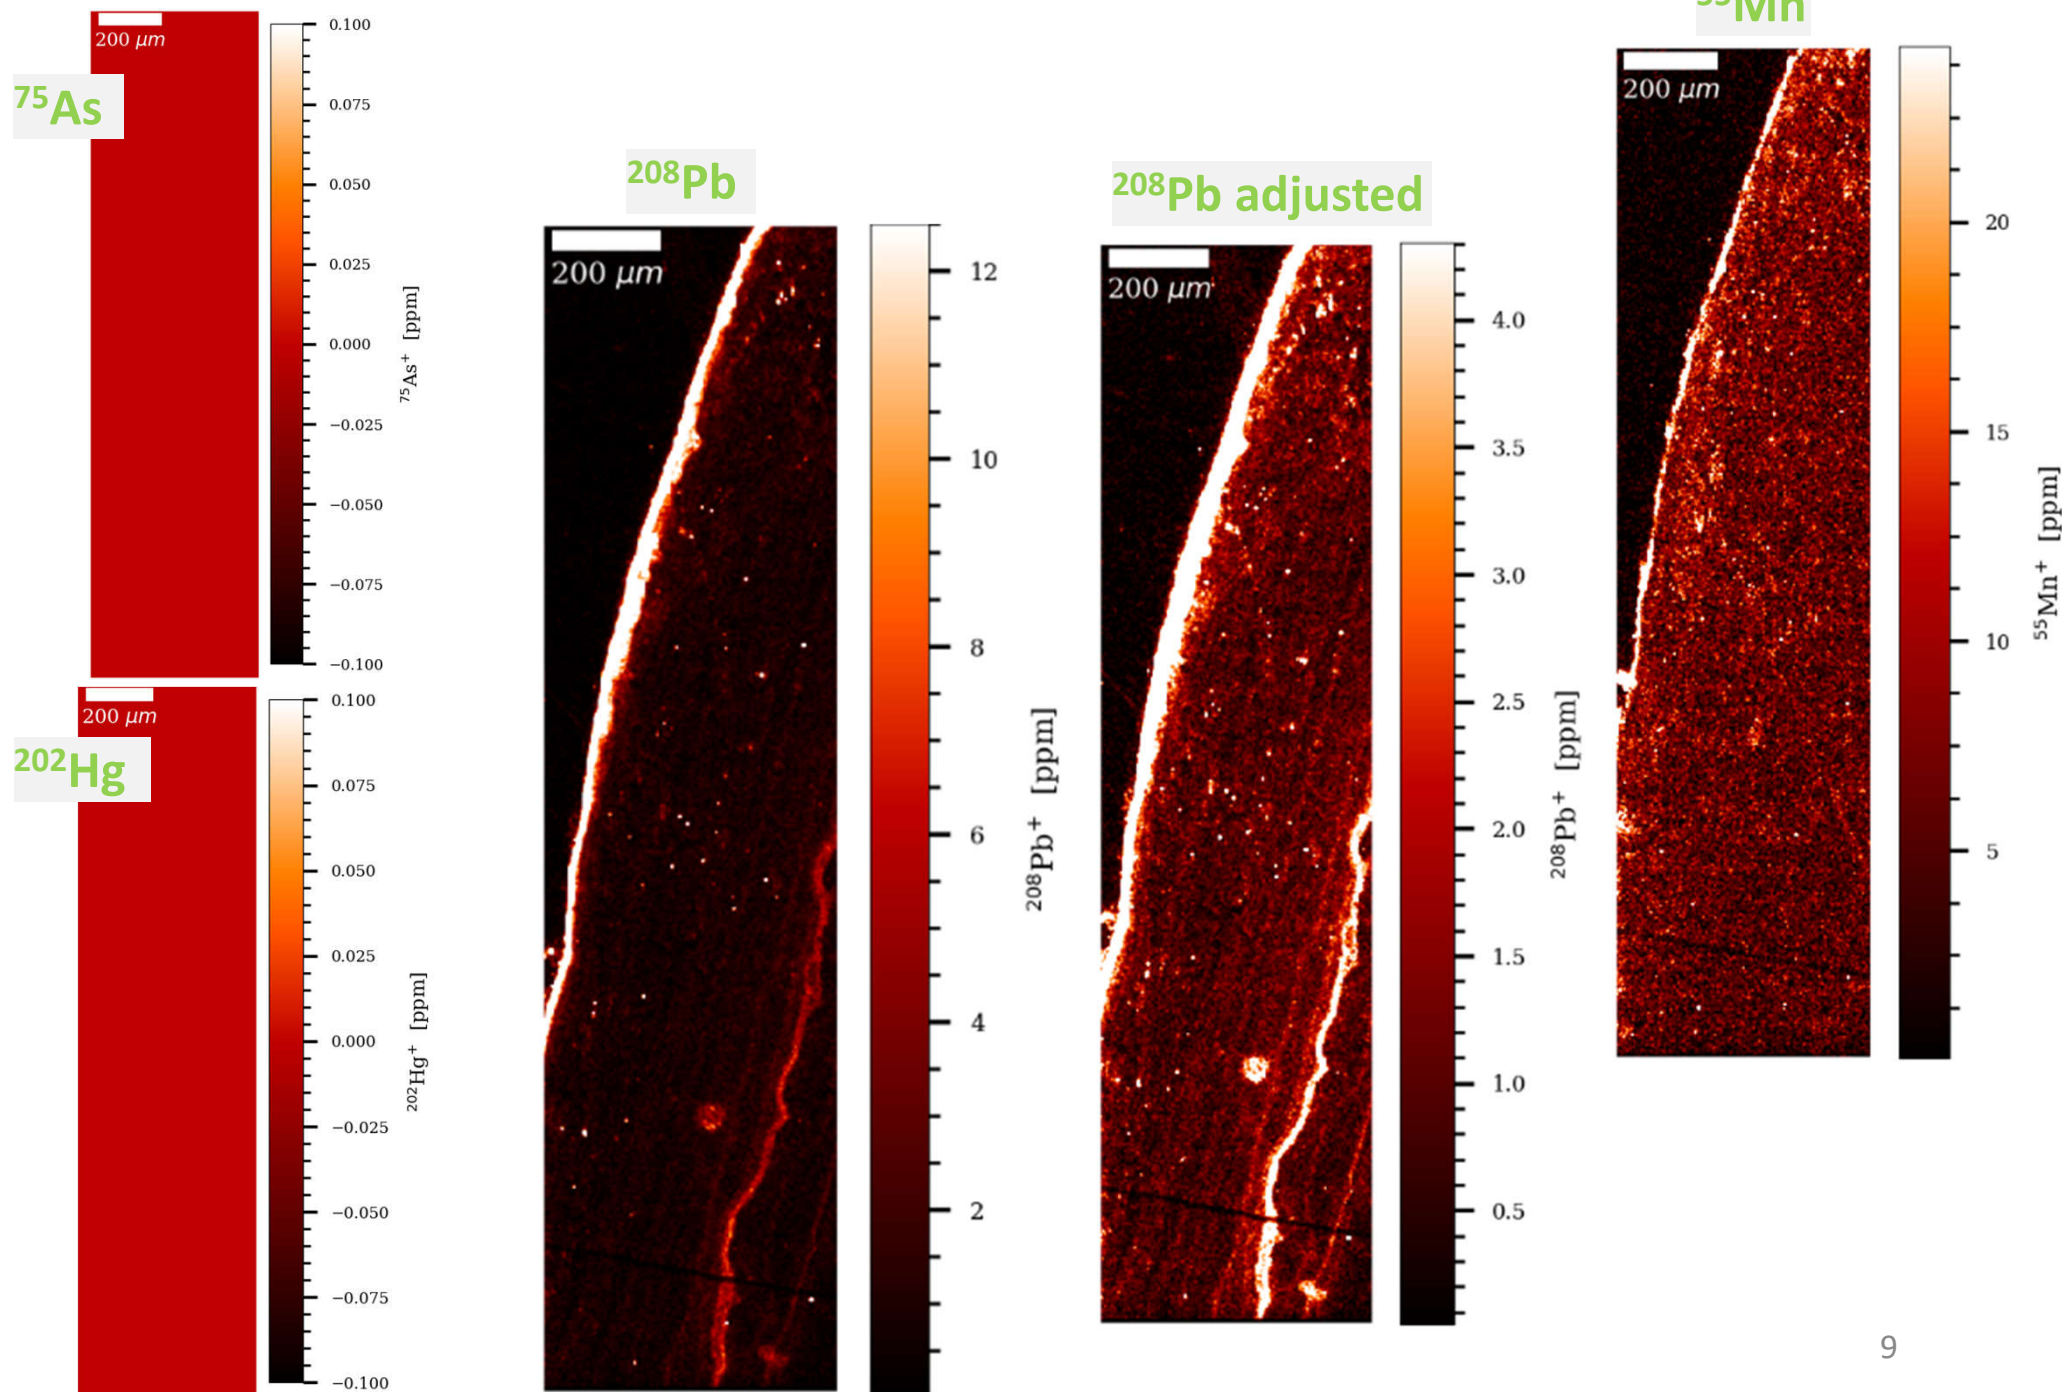 200 µm
⁷⁵As
0.100
0.075
0.050
0.025
0.000
−0.025
−0.050
−0.075
−0.100
⁷⁵As⁺ [ppm]
200 µm
²⁰²Hg
0.100
0.075
0.050
0.025
0.000
−0.025
−0.050
−0.075
−0.100
²⁰²Hg⁺ [ppm]
²⁰⁸Pb
200 µm
12
10
8
6
4
2
²⁰⁸Pb⁺ [ppm]
²⁰⁸Pb adjusted
200 µm
4.0
3.5
3.0
2.5
2.0
1.5
1.0
0.5
²⁰⁸Pb⁺ [ppm]
⁵⁵Mn
200 µm
20
15
10
5
⁵⁵Mn⁺ [ppm]
9